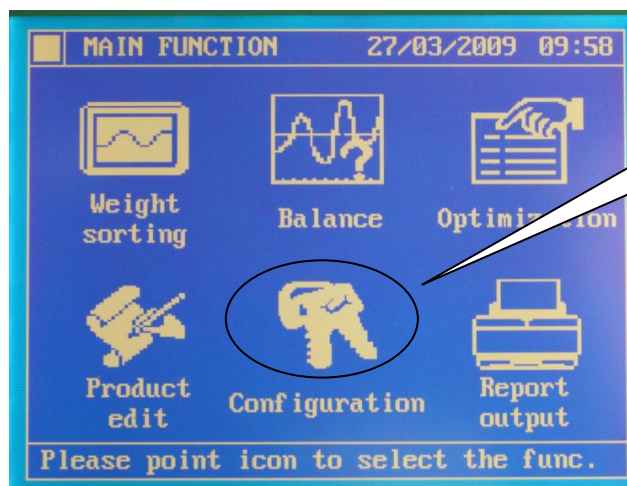 MAIN FUNCTION 27/03/2009 09:58
Weight
sorting
Balance
Optimization
Product
edit
Configuration
Report
output
Please point icon to select the func.